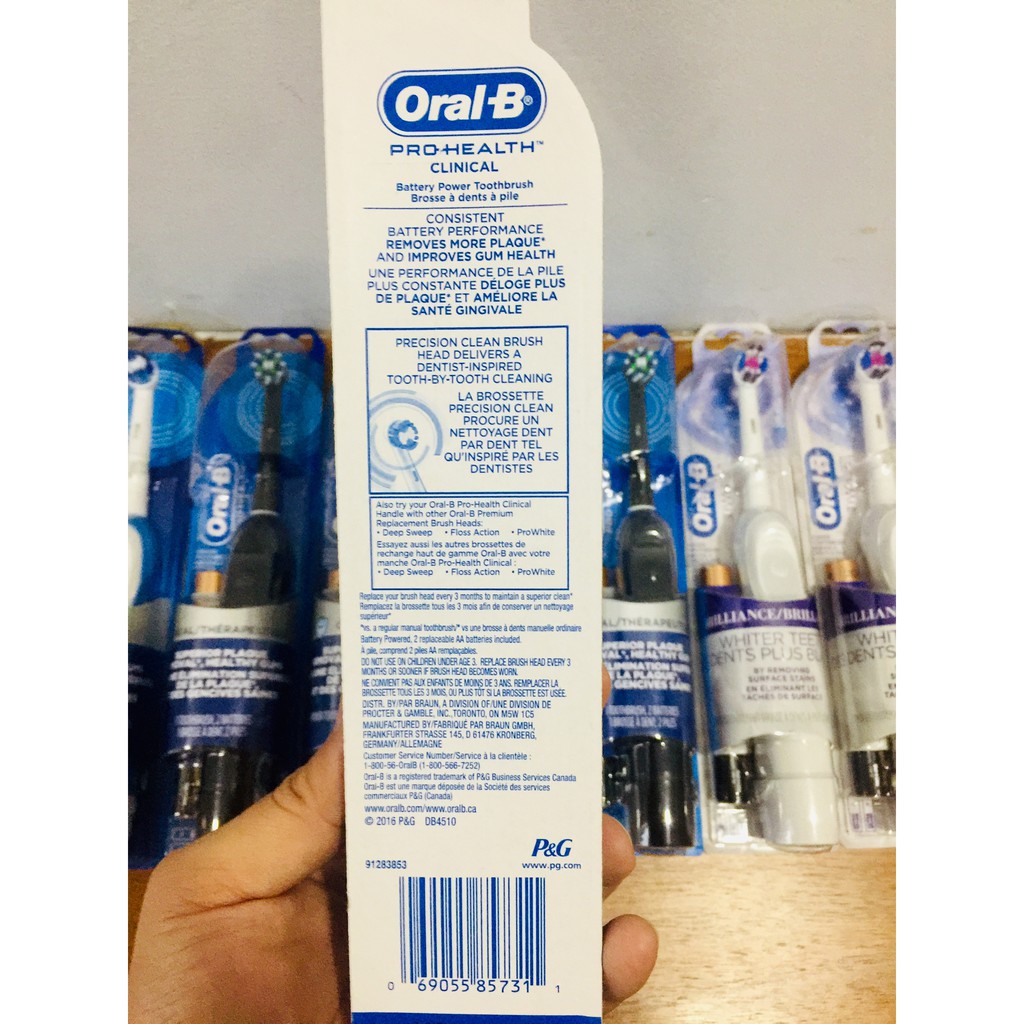 Oral-B®
PRO-HEALTH™
CLINICAL
Battery Power Toothbrush
Brosse à dents à pile
CONSISTENT
BATTERY PERFORMANCE
REMOVES MORE PLAQUE*
AND IMPROVES GUM HEALTH
UNE PERFORMANCE DE LA PILE
PLUS CONSTANTE DÉLOGE PLUS
DE PLAQUE* ET AMÉLIORE LA
SANTÉ GINGIVALE
PRECISION CLEAN BRUSH
HEAD DELIVERS A
DENTIST-INSPIRED
TOOTH-BY-TOOTH CLEANING
LA BROSSETTE
PRECISION CLEAN
PROCURE UN
NETTOYAGE DENT
PAR DENT TEL
QU'INSPIRÉ PAR LES
DENTISTES
Also try your Oral-B Pro-Health Clinical
Handle with other Oral-B Premium
Replacement Brush Heads:
• Deep Sweep • Floss Action • ProWhite
Essayez aussi les autres brossettes de
rechange haut de gamme Oral-B avec votre
manche Oral-B Pro-Health Clinical :
• Deep Sweep • Floss Action • ProWhite
Replace your brush head every 3 months to maintain a superior clean*
Remplacez la brossette tous les 3 mois afin de conserver un nettoyage
supérieur*
*vs. a regular manual toothbrush/* vs une brosse à dents manuelle ordinaire
Battery Powered, 2 replaceable AA batteries included.
À pile, comprend 2 piles AA remplaçables.
DO NOT USE ON CHILDREN UNDER AGE 3. REPLACE BRUSH HEAD EVERY 3
MONTHS OR SOONER IF BRUSH HEAD BECOMES WORN.
NE CONVIENT PAS AUX ENFANTS DE MOINS DE 3 ANS. REMPLACER LA
BROSSETTE TOUS LES 3 MOIS, OU PLUS TÔT SI LA BROSSETTE EST USÉE.
DISTR. BY/PAR BRAUN, A DIVISION OF/UNE DIVISION DE
PROCTER & GAMBLE, INC., TORONTO, ON M5W 1C5
MANUFACTURED BY/FABRIQUÉ PAR BRAUN GMBH,
FRANKFURTER STRASSE 145, D 61476 KRONBERG,
GERMANY/ALLEMAGNE
Customer Service Number/Service à la clientèle :
1-800-56-OralB (1-800-566-7252)
Oral-B is a registered trademark of P&G Business Services Canada
Oral-B est une marque déposée de la Société des services
commerciaux P&G (Canada)
www.oralb.com/www.oralb.ca
© 2016 P&G DB4510
P&G
91283853 www.pg.com
0 69055 85731 1
Oral-B
Oral-B
Oral-B
BRILLIANCE/BRIL
WHITER TEE
DENTS PLUS BL
BY REMOVING
SURFACE STAINS
EN ÉLIMINANT LES
TACHES DE SURFACE